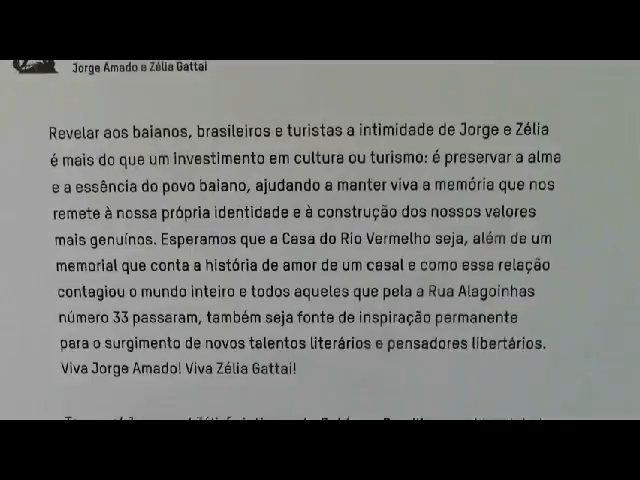 Jorge Amado e Zélia Gattai
Revelar aos baianos, brasileiros e turistas a intimidade de Jorge e Zélia
é mais do que um investimento em cultura ou turismo: é preservar a alma
e a essência do povo baiano, ajudando a manter viva a memória que nos
remete à nossa própria identidade e à construção dos nossos valores
mais genuínos. Esperamos que a Casa do Rio Vermelho seja, além de um
memorial que conta a história de amor de um casal e como essa relação
contagiou o mundo inteiro e todos aqueles que pela a Rua Alagoinhas
número 33 passaram, também seja fonte de inspiração permanente
para o surgimento de novos talentos literários e pensadores libertários.
Viva Jorge Amado! Viva Zélia Gattai!